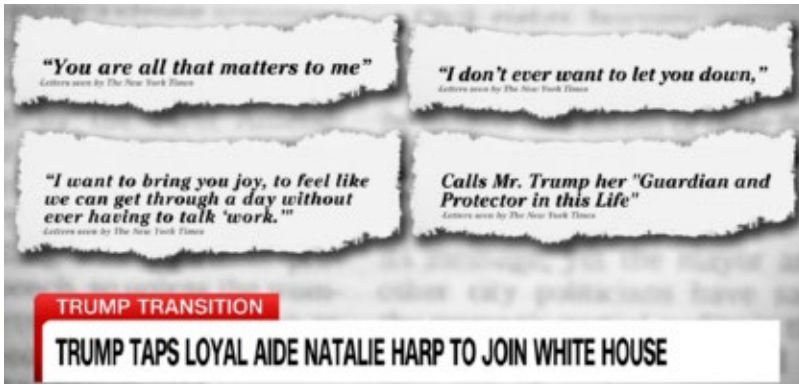 “You are all that matters to me”
-Letters seen by The New York Times
“I don’t ever want to let you down,”
-Letters seen by The New York Times
“I want to bring you joy, to feel like
we can get through a day without
ever having to talk ‘work.’”
-Letters seen by The New York Times
Calls Mr. Trump her "Guardian and
Protector in this Life"
-Letters seen by The New York Times
TRUMP TRANSITION
TRUMP TAPS LOYAL AIDE NATALIE HARP TO JOIN WHITE HOUSE